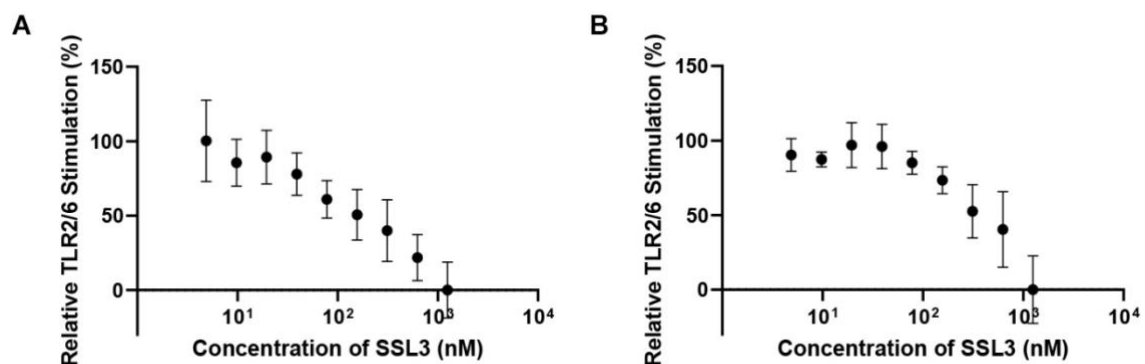 A
Relative TLR2/6 Stimulation (%)
150
100
50
0
10¹
10²
10³
10⁴
Concentration of SSL3 (nM)
B
Relative TLR2/6 Stimulation (%)
150
100
50
0
10¹
10²
10³
10⁴
Concentration of SSL3 (nM)